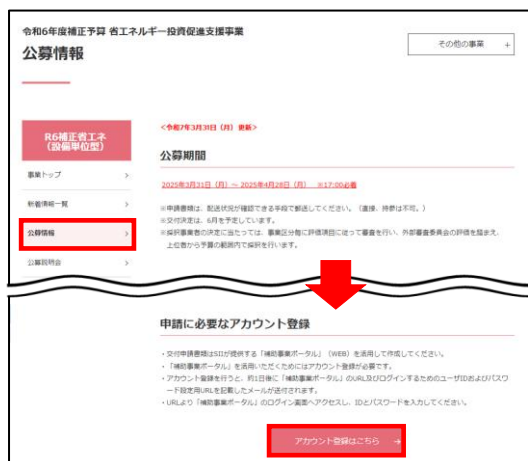 令和6年度補正予算 省エネルギー投資促進支援事業
公募情報
その他の事業 +
R6補正省エネ
(設備単位型)
事業トップ >
新着情報一覧 >
公募情報 >
公募説明会 >
<令和7年3月31日(月) 更新>
公募期間
2025年3月31日(月) ~ 2025年4月28日(月) ※17:00必着
※申請書類は、配送状況が確認できる手段で郵送してください。(直接、持参は不可。)
※交付決定は、6月を予定しています。
※採択事業者の決定に当たっては、事業区分毎に評価項目に従って審査を行い、外部審査委員会の評価を踏まえ、
上位者から予算の範囲内で採択を行います。
申請に必要なアカウント登録
・交付申請書類はSIIが提供する「補助事業ポータル」(WEB)を活用して作成してください。
・「補助事業ポータル」を活用いただくためにはアカウント登録が必要です。
・アカウント登録を行うと、約1日後に「補助事業ポータル」のURL及びログインするためのユーザIDおよびパスワ
ード設定用URLを記載したメールが送付されます。
・URLより「補助事業ポータル」のログイン画面へアクセスし、IDとパスワードを入力してください。
アカウント登録はこちら →